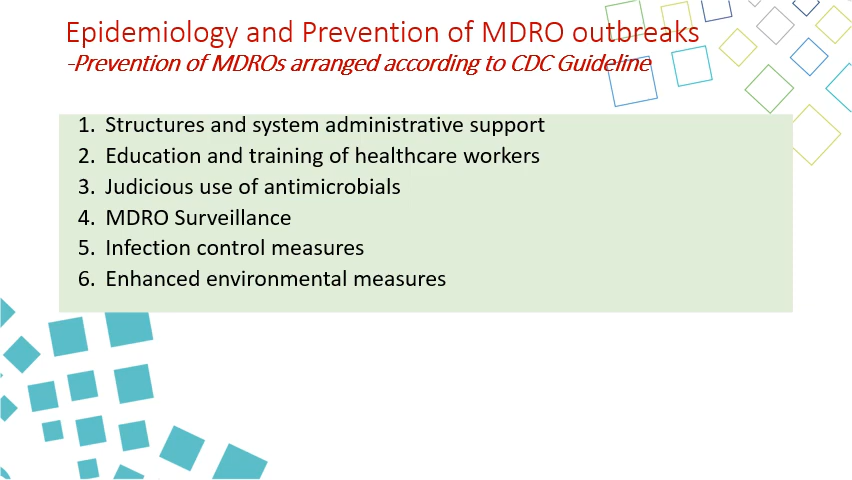 Epidemiology and Prevention of MDRO outbreaks
-Prevention of MDROs arranged according to CDC Guideline
1. Structures and system administrative support
2. Education and training of healthcare workers
3. Judicious use of antimicrobials
4. MDRO Surveillance
5. Infection control measures
6. Enhanced environmental measures